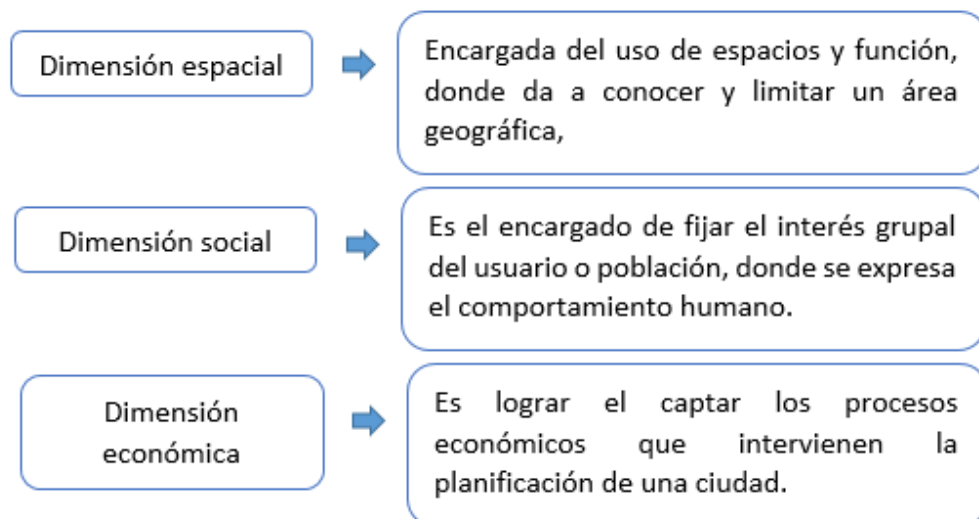 Dimensión espacial
Encargada del uso de espacios y función,
donde da a conocer y limitar un área
geográfica,
Dimensión social
Es el encargado de fijar el interés grupal
del usuario o población, donde se expresa
el comportamiento humano.
Dimensión
económica
Es lograr el captar los procesos
económicos que intervienen la
planificación de una ciudad.